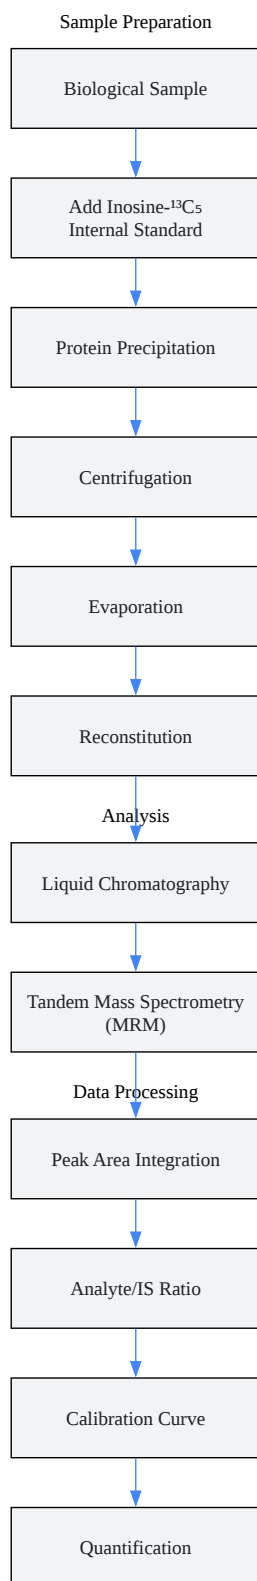 Sample Preparation
Biological Sample
Add Inosine-¹³C₅
Internal Standard
Protein Precipitation
Centrifugation
Evaporation
Reconstitution
Analysis
Liquid Chromatography
Tandem Mass Spectrometry
(MRM)
Data Processing
Peak Area Integration
Analyte/IS Ratio
Calibration Curve
Quantification